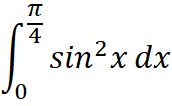 ∫₀^{π/4} sin²x dx